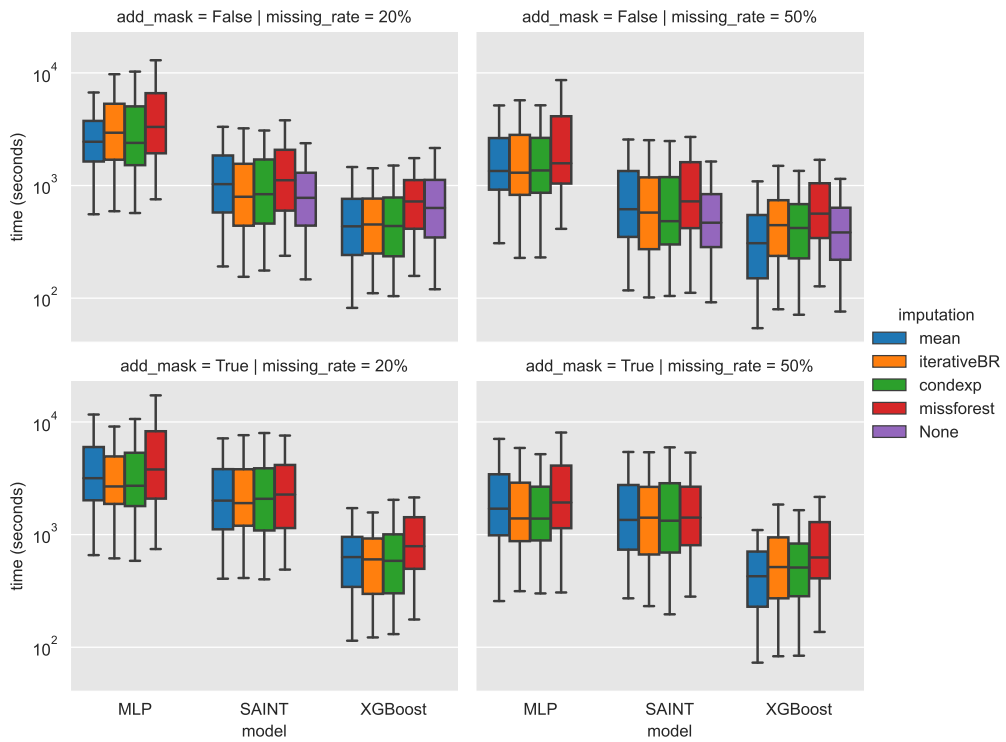 add_mask = False | missing_rate = 20%
add_mask = False | missing_rate = 50%
time (seconds)
10^4
10^3
10^2
add_mask = True | missing_rate = 20%
add_mask = True | missing_rate = 50%
time (seconds)
10^4
10^3
10^2
MLP SAINT XGBoost
model
MLP SAINT XGBoost
model
imputation
mean
iterativeBR
condexp
missforest
None